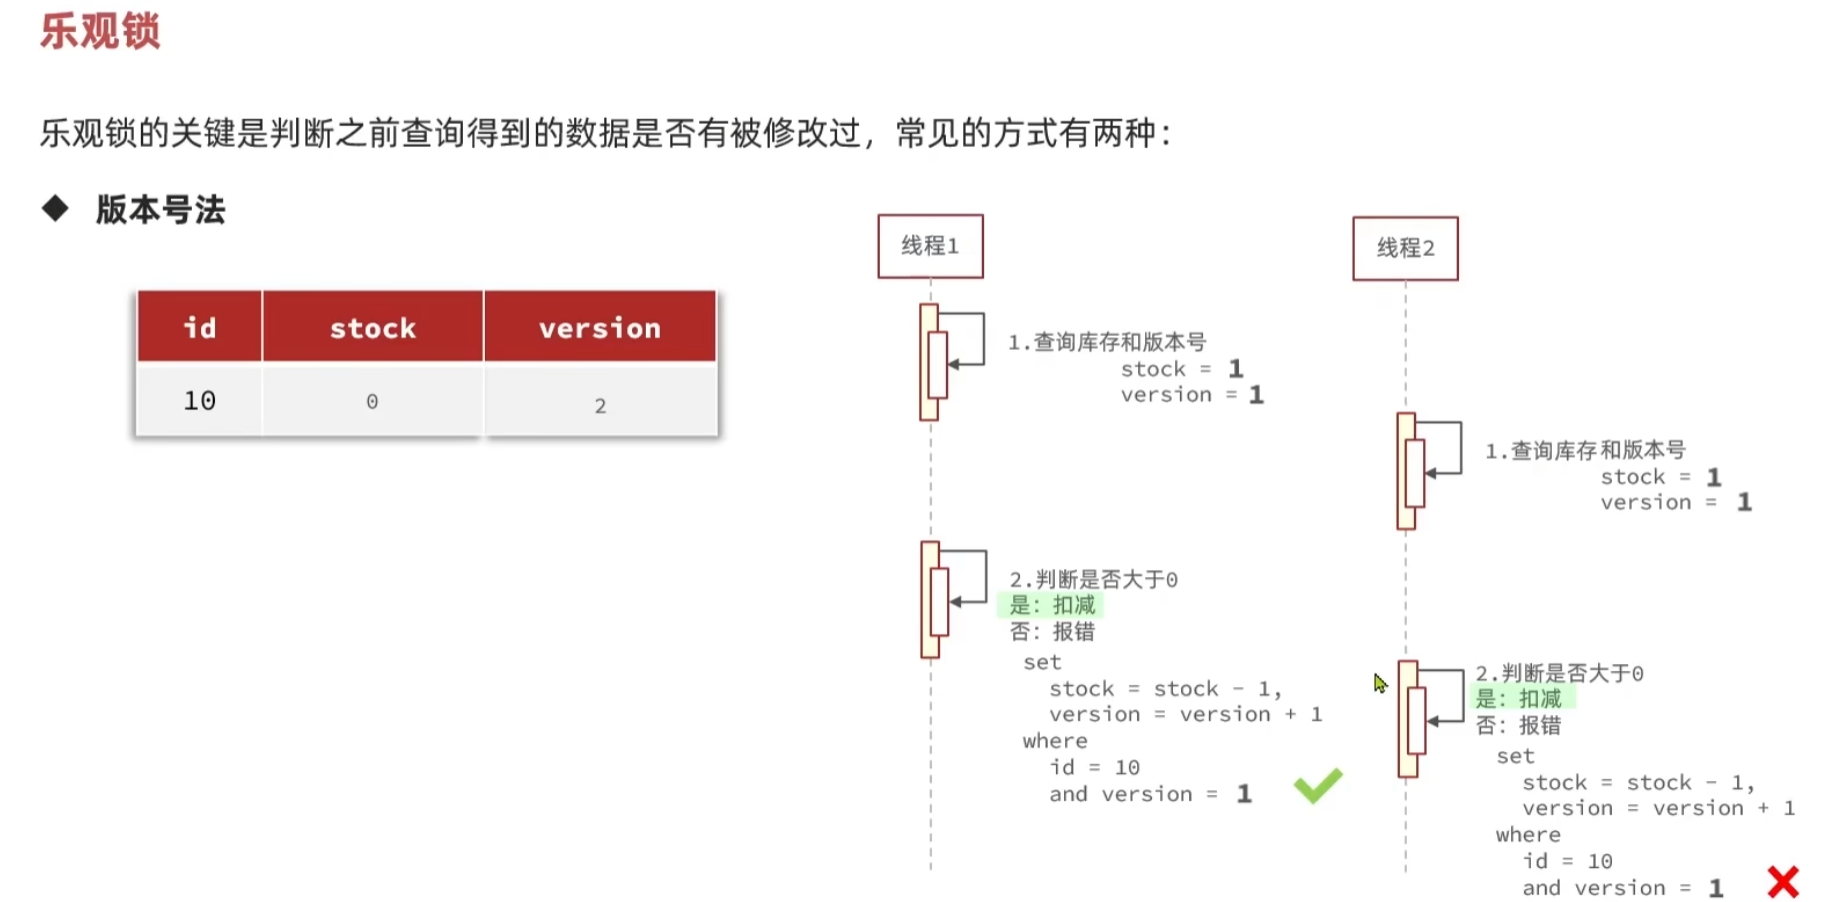 乐观锁
乐观锁的关键是判断之前查询得到的数据是否有被修改过，常见的方式有两种：
◆ 版本号法
id stock version
10 0 2
线程1
1.查询库存和版本号
stock = 1
version = 1
2.判断是否大于0
是：扣减
否：报错
set
stock = stock - 1,
version = version + 1
where
id = 10
and version = 1
线程2
1.查询库存和版本号
stock = 1
version = 1
2.判断是否大于0
是：扣减
否：报错
set
stock = stock - 1,
version = version + 1
where
id = 10
and version = 1